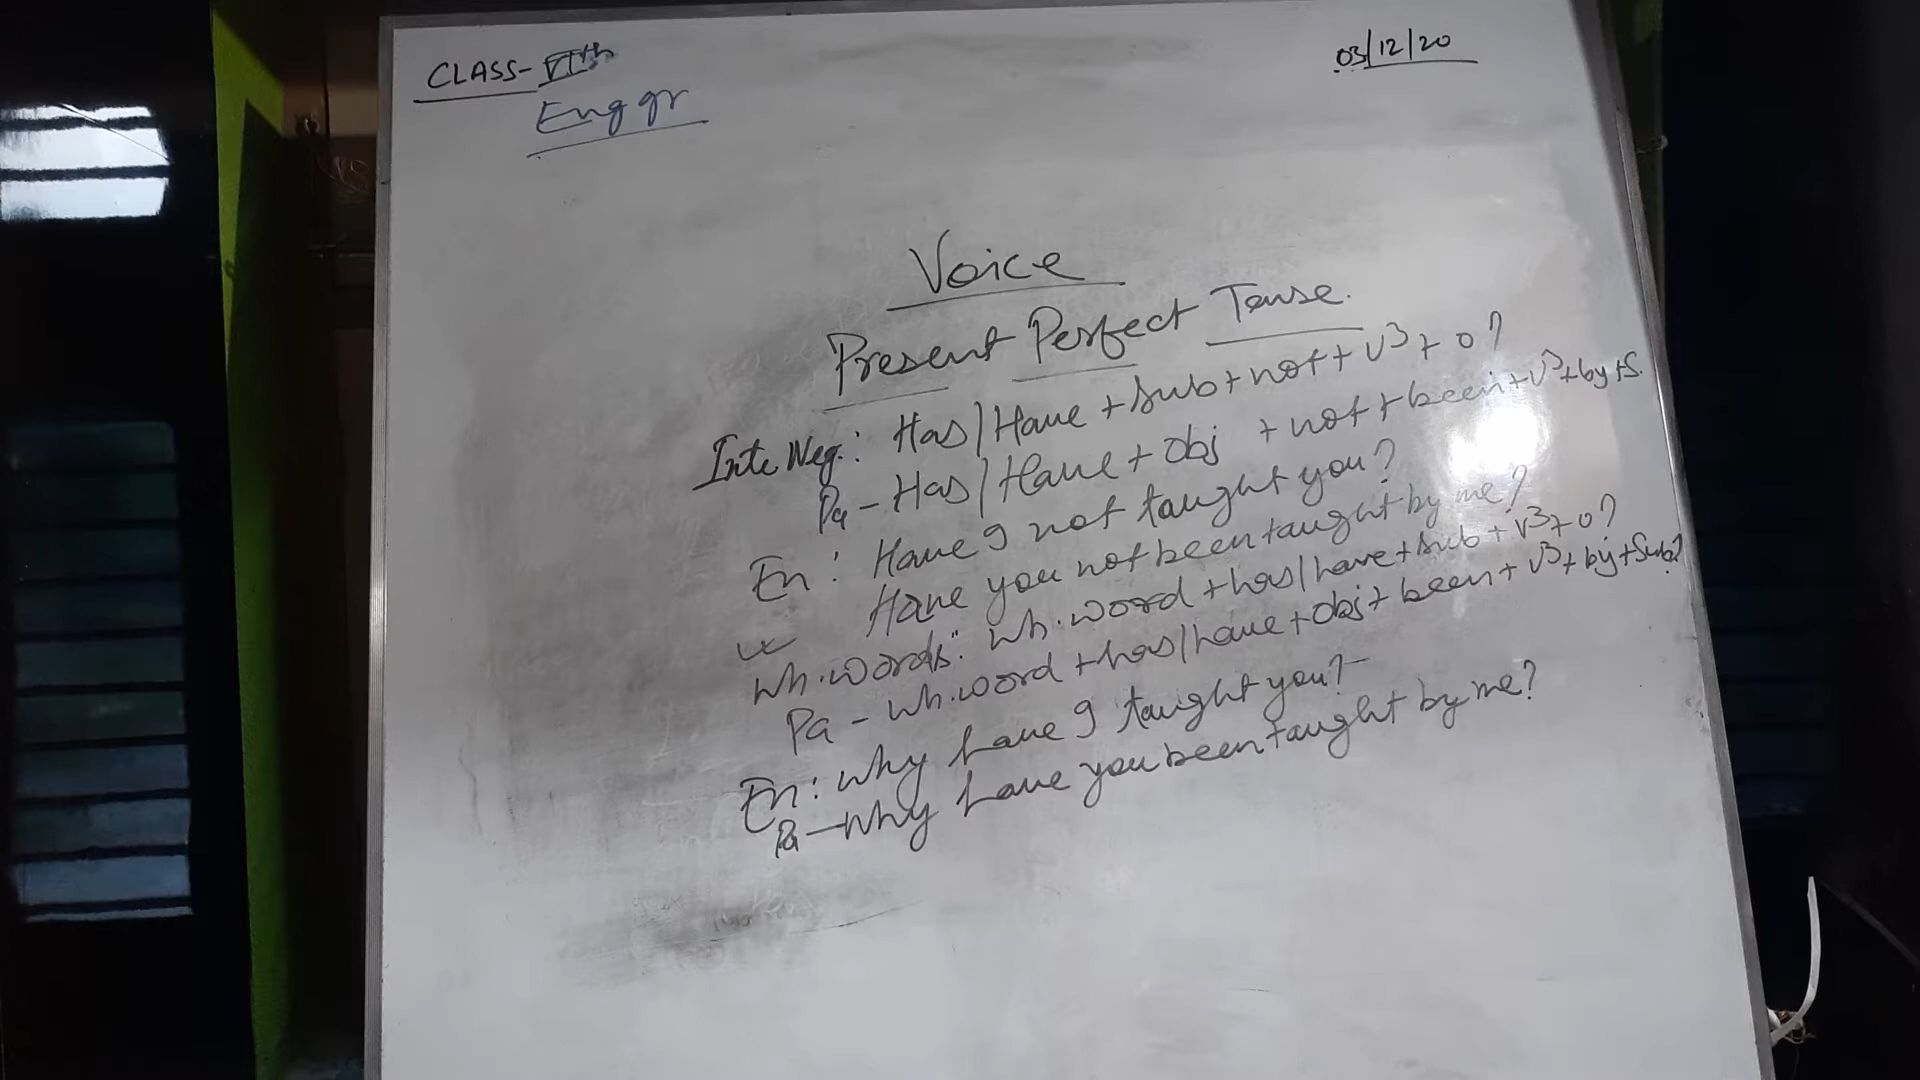 CLASS-VIth
03/12/20
Eng gr
Voice
Present Perfect Tense.
Inte Neg.: Has/Have + Sub + not + V3 + o?
Pa - Has/Have + Obj + not + been + V3 + by + S.
En: Have I not taught you?
Have you not been taught by me?
Wh. words: Wh. word + has/have + sub + V3 + o?
Pa - Wh. word + has/have + Obj + been + V3 + by + Sub?
En: Why have I taught you?
Pa - Why have you been taught by me?